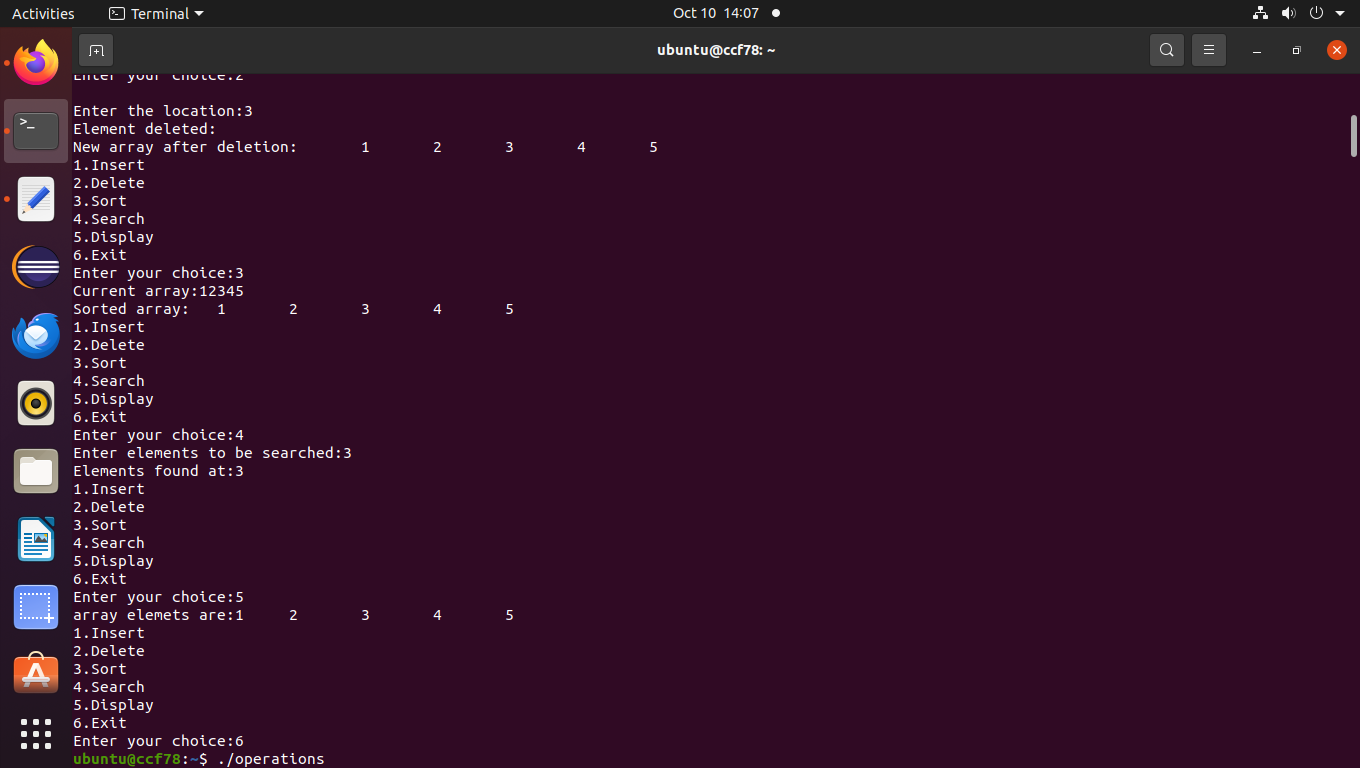 Activities Terminal Oct 10 14:07
ubuntu@ccf78: ~
Enter your choice:2
Enter the location:3
Element deleted:
New array after deletion: 1 2 3 4 5
1.Insert
2.Delete
3.Sort
4.Search
5.Display
6.Exit
Enter your choice:3
Current array:12345
Sorted array: 1 2 3 4 5
1.Insert
2.Delete
3.Sort
4.Search
5.Display
6.Exit
Enter your choice:4
Enter elements to be searched:3
Elements found at:3
1.Insert
2.Delete
3.Sort
4.Search
5.Display
6.Exit
Enter your choice:5
array elemets are:1 2 3 4 5
1.Insert
2.Delete
3.Sort
4.Search
5.Display
6.Exit
Enter your choice:6
ubuntu@ccf78:~$ ./operations